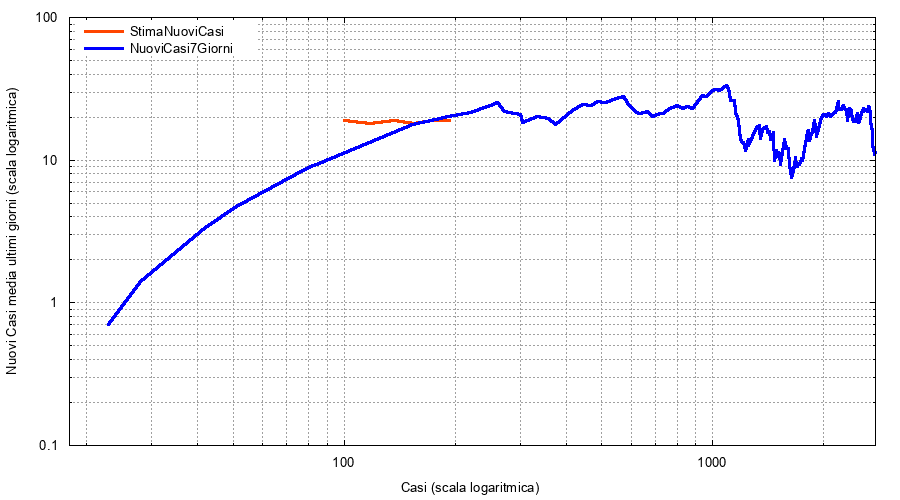 100
StimaNuoviCasi
NuoviCasi7Giorni
10
1
0.1
Nuovi Casi media ultimi giorni (scala logaritmica)
100
1000
Casi (scala logaritmica)